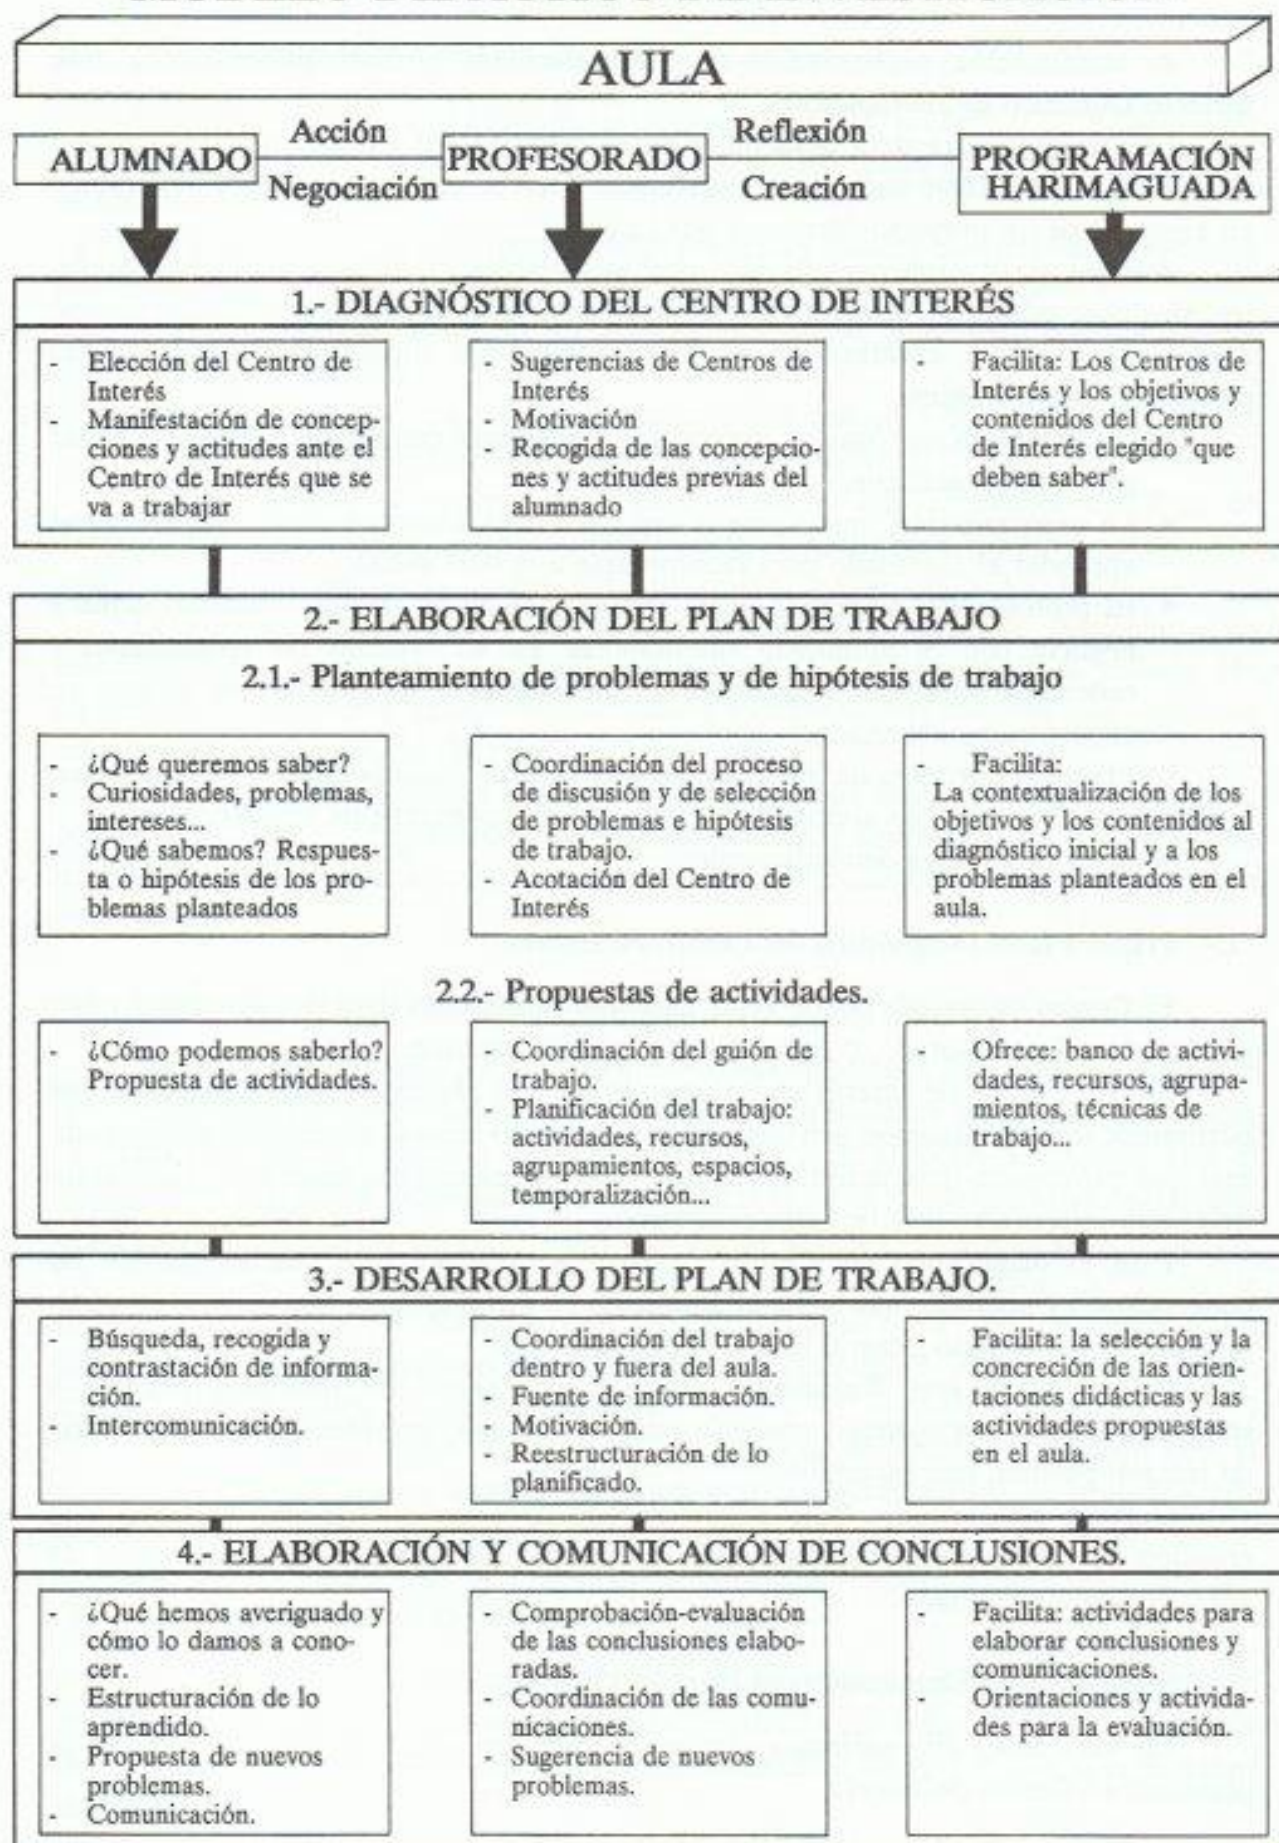 AULA
Acción
Reflexión
ALUMNADO
PROFESORADO
PROGRAMACIÓN
HARIMAGUADA
Negociación
Creación
1.- DIAGNÓSTICO DEL CENTRO DE INTERÉS
- Elección del Centro de
Interés
- Manifestación de concep-
ciones y actitudes ante el
Centro de Interés que se
va a trabajar
- Sugerencias de Centros de
Interés
- Motivación
- Recogida de las concepcio-
nes y actitudes previas del
alumnado
- Facilita: Los Centros de
Interés y los objetivos y
contenidos del Centro
de Interés elegido "que
deben saber".
2.- ELABORACIÓN DEL PLAN DE TRABAJO
2.1.- Planteamiento de problemas y de hipótesis de trabajo
- ¿Qué queremos saber?
- Curiosidades, problemas,
intereses...
- ¿Qué sabemos? Respues-
ta o hipótesis de los pro-
blemas planteados
- Coordinación del proceso
de discusión y de selección
de problemas e hipótesis
de trabajo.
- Acotación del Centro de
Interés
- Facilita:
La contextualización de los
objetivos y los contenidos al
diagnóstico inicial y a los
problemas planteados en el
aula.
2.2.- Propuestas de actividades.
- ¿Cómo podemos saberlo?
Propuesta de actividades.
- Coordinación del guión de
trabajo.
- Planificación del trabajo:
actividades, recursos,
agrupamientos, espacios,
temporalización...
- Ofrece: banco de activi-
dades, recursos, agrupa-
mientos, técnicas de
trabajo...
3.- DESARROLLO DEL PLAN DE TRABAJO.
- Búsqueda, recogida y
contrastación de informa-
ción.
- Intercomunicación.
- Coordinación del trabajo
dentro y fuera del aula.
- Fuente de información.
- Motivación.
- Reestructuración de lo
planificado.
- Facilita: la selección y la
concreción de las orien-
taciones didácticas y las
actividades propuestas
en el aula.
4.- ELABORACIÓN Y COMUNICACIÓN DE CONCLUSIONES.
- ¿Qué hemos averiguado y
cómo lo damos a cono-
cer.
- Estructuración de lo
aprendido.
- Propuesta de nuevos
problemas.
- Comunicación.
- Comprobación-evaluación
de las conclusiones elabo-
radas.
- Coordinación de las comu-
nicaciones.
- Sugerencia de nuevos
problemas.
- Facilita: actividades para
elaborar conclusiones y
comunicaciones.
- Orientaciones y activida-
des para la evaluación.